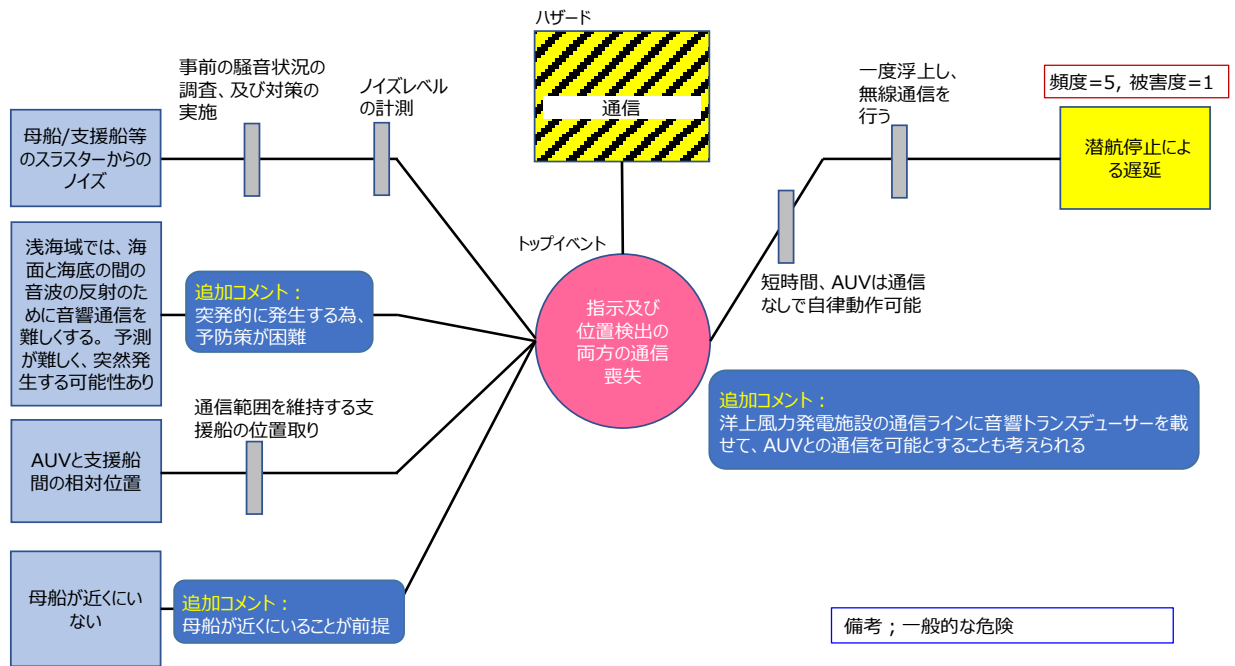 ハザード
通信
事前の騒音状況の
調査、及び対策の
実施
ノイズレベル
の計測
一度浮上し、
無線通信を
行う
頻度=5, 被害度=1
母船/支援船等
のスラスターからの
ノイズ
潜航停止によ
る遅延
浅海域では、海
面と海底の間の
音波の反射のた
めに音響通信を
難しくする。予測
が難しく、突然発
生する可能性あり
追加コメント：
突発的に発生する為、
予防策が困難
トップイベント
指示及び
位置検出の
両方の通信
喪失
短時間、AUVは通信
なしで自律動作可能
追加コメント：
洋上風力発電施設の通信ラインに音響トランスデューサーを載
せて、AUVとの通信を可能とすることも考えられる
通信範囲を維持する支
援船の位置取り
AUVと支援船
間の相対位置
母船が近くにい
ない
追加コメント：
母船が近くにいることが前提
備考；一般的な危険